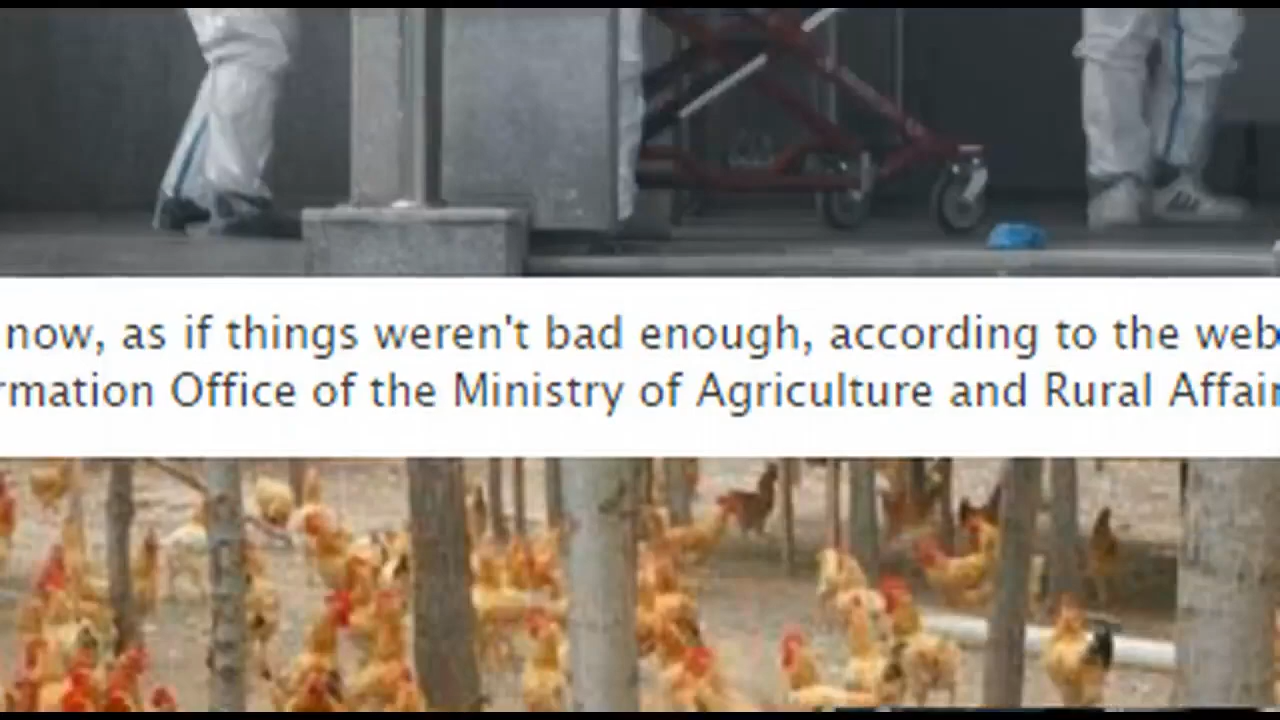 now, as if things weren't bad enough, according to the web
rmation Office of the Ministry of Agriculture and Rural Affair